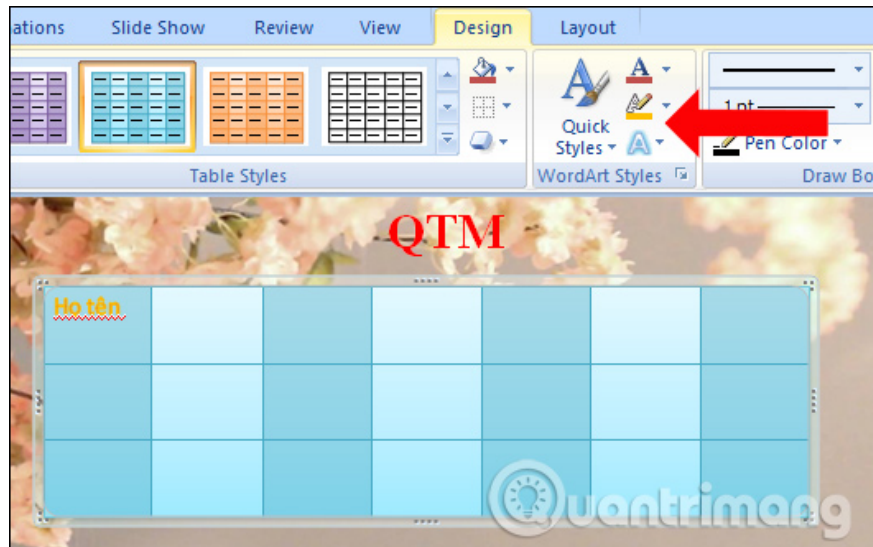 ations Slide Show Review View Design Layout
Quick
Styles
1 pt
Pen Color
Table Styles WordArt Styles Draw Bo
QTM
Họ tên
Quantrimang